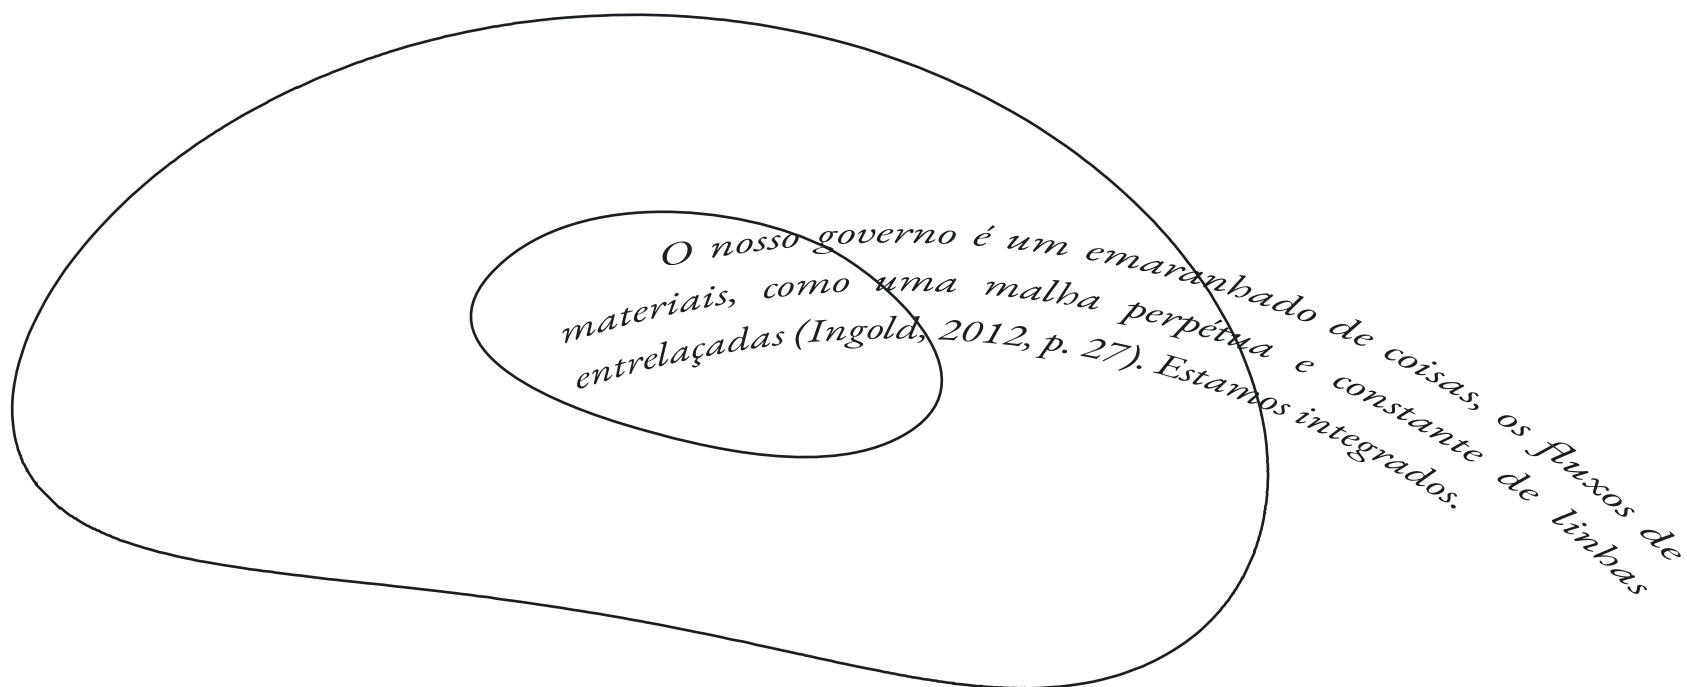 O nosso governo é um emaranhado de coisas, os fluxos de
materiais, como uma malha perpétua e constante de linhas
entrelaçadas (Ingold, 2012, p. 27). Estamos integrados.